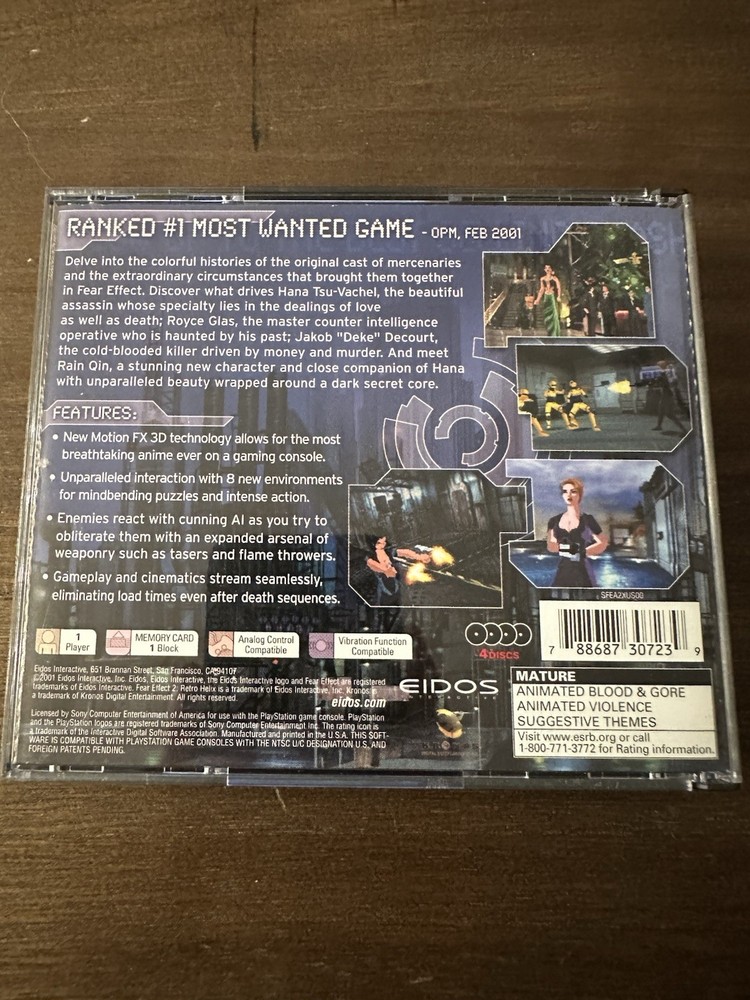 RANKED #1 MOST WANTED GAME - OPM, FEB 2001
Delve into the colorful histories of the original cast of mercenaries
and the extraordinary circumstances that brought them together
in Fear Effect. Discover what drives Hana Tsu-Vachel, the beautiful
assassin whose specialty lies in the dealings of love
as well as death; Royce Glas, the master counter intelligence
operative who is haunted by his past; Jakob "Deke" Decourt,
the cold-blooded killer driven by money and murder. And meet
Rain Qin, a stunning new character and close companion of Hana
with unparalleled beauty wrapped around a dark secret core.
FEATURES:
• New Motion FX 3D technology allows for the most
breathtaking anime ever on a gaming console.
• Unparalleled interaction with 8 new environments
for mindbending puzzles and intense action.
• Enemies react with cunning AI as you try to
obliterate them with an expanded arsenal of
weaponry such as tasers and flame throwers.
• Gameplay and cinematics stream seamlessly,
eliminating load times even after death sequences.
SFEA2XUS00
7 88687 30723 9
1
Player
MEMORY CARD
1 Block
Analog Control
Compatible
Vibration Function
Compatible
4 DISCS
Eidos Interactive, 651 Brannan Street, San Francisco, CA 94107
©2001 Eidos Interactive, Inc. Eidos, Eidos Interactive, the Eidos Interactive logo and Fear Effect are registered
trademarks of Eidos Interactive, Inc. Fear Effect 2: Retro Helix is a trademark of Eidos Interactive, Inc. Kronos is
a trademark of Kronos Digital Entertainment. All rights reserved.
eidos.com
Licensed by Sony Computer Entertainment of America for use with the PlayStation game console. PlayStation
and the PlayStation logos are registered trademarks of Sony Computer Entertainment Inc. The rating icon is
a trademark of the Interactive Digital Software Association. Manufactured and printed in the U.S.A. THIS SOFT-
WARE IS COMPATIBLE WITH PLAYSTATION GAME CONSOLES WITH THE NTSC U/C DESIGNATION U.S. AND
FOREIGN PATENTS PENDING.
EIDOS
MATURE
ANIMATED BLOOD & GORE
ANIMATED VIOLENCE
SUGGESTIVE THEMES
Visit www.esrb.org or call
1-800-771-3772 for Rating information.